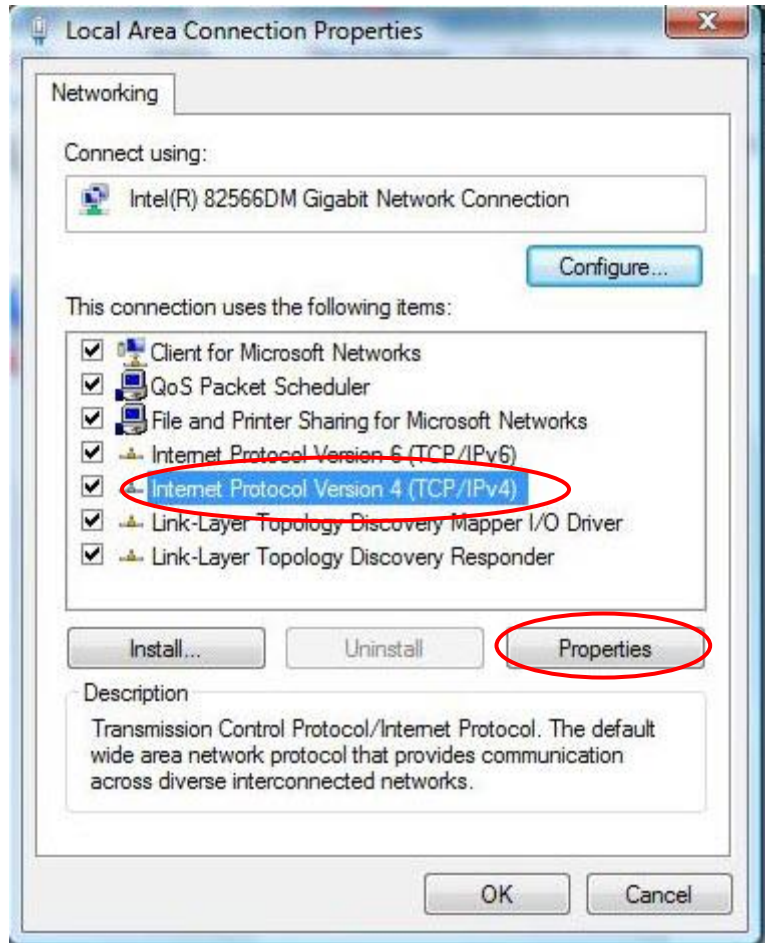 Local Area Connection Properties
Networking
Connect using:
Intel(R) 82566DM Gigabit Network Connection
Configure...
This connection uses the following items:
Client for Microsoft Networks
QoS Packet Scheduler
File and Printer Sharing for Microsoft Networks
Internet Protocol Version 6 (TCP/IPv6)
Internet Protocol Version 4 (TCP/IPv4)
Link-Layer Topology Discovery Mapper I/O Driver
Link-Layer Topology Discovery Responder
Install... Uninstall Properties
Description
Transmission Control Protocol/Internet Protocol. The default
wide area network protocol that provides communication
across diverse interconnected networks.
OK Cancel